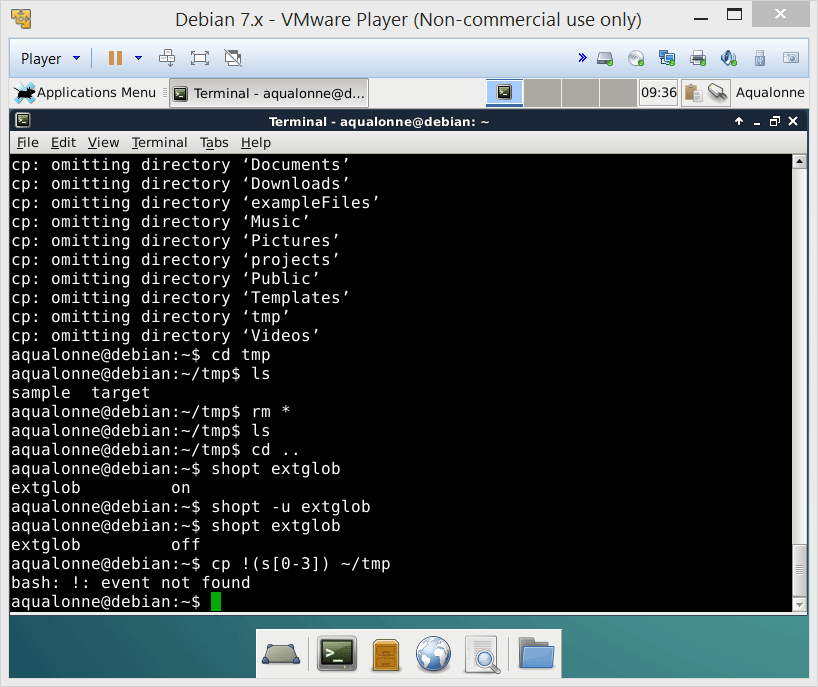 Debian 7.x - VMware Player (Non-commercial use only)
Player
Applications Menu
Terminal - aqualonne@d...
09:36
Aqualonne
Terminal - aqualonne@debian: ~
File Edit View Terminal Tabs Help
cp: omitting directory ‘Documents’
cp: omitting directory ‘Downloads’
cp: omitting directory ‘exampleFiles’
cp: omitting directory ‘Music’
cp: omitting directory ‘Pictures’
cp: omitting directory ‘projects’
cp: omitting directory ‘Public’
cp: omitting directory ‘Templates’
cp: omitting directory ‘tmp’
cp: omitting directory ‘Videos’
aqualonne@debian:~$ cd tmp
aqualonne@debian:~/tmp$ ls
sample  target
aqualonne@debian:~/tmp$ rm *
aqualonne@debian:~/tmp$ ls
aqualonne@debian:~/tmp$ cd ..
aqualonne@debian:~$ shopt extglob
extglob         on
aqualonne@debian:~$ shopt -u extglob
aqualonne@debian:~$ shopt extglob
extglob         off
aqualonne@debian:~$ cp !(s[0-3]) ~/tmp
bash: !: event not found
aqualonne@debian:~$